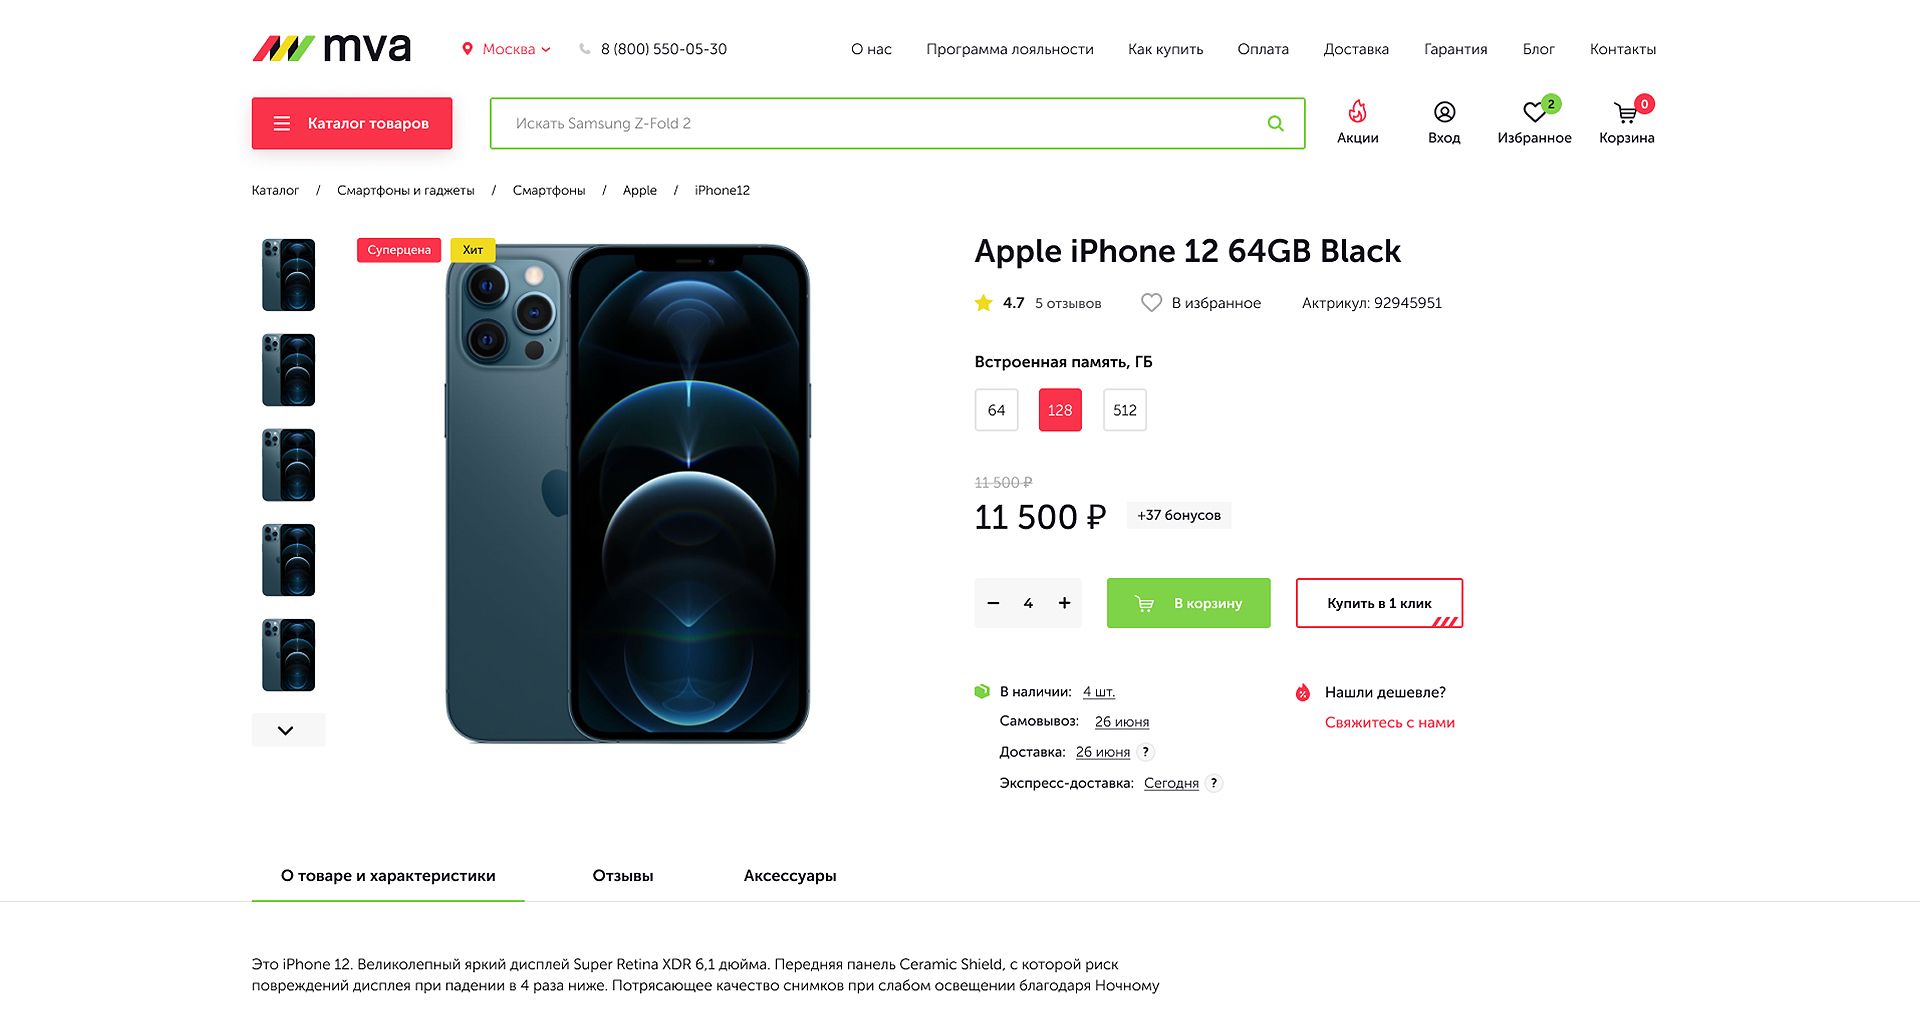 mva
Москва
8 (800) 550-05-30
О нас
Программа лояльности
Как купить
Оплата
Доставка
Гарантия
Блог
Контакты
Каталог товаров
Искать Samsung Z-Fold 2
Акции
Вход
2
Избранное
0
Корзина
Каталог / Смартфоны и гаджеты / Смартфоны / Apple / iPhone12
Суперцена
Хит
Apple iPhone 12 64GB Black
4.7 5 отзывов
В избранное
Актрикул: 92945951
Встроенная память, ГБ
64
128
512
11 500 ₽
11 500 ₽
+37 бонусов
− 4 +
В корзину
Купить в 1 клик
В наличии: 4 шт.
Самовывоз: 26 июня
Доставка: 26 июня ?
Экспресс-доставка: Сегодня ?
Нашли дешевле?
Свяжитесь с нами
О товаре и характеристики
Отзывы
Аксессуары
Это iPhone 12. Великолепный яркий дисплей Super Retina XDR 6,1 дюйма. Передняя панель Ceramic Shield, с которой риск
повреждений дисплея при падении в 4 раза ниже. Потрясающее качество снимков при слабом освещении благодаря Ночному